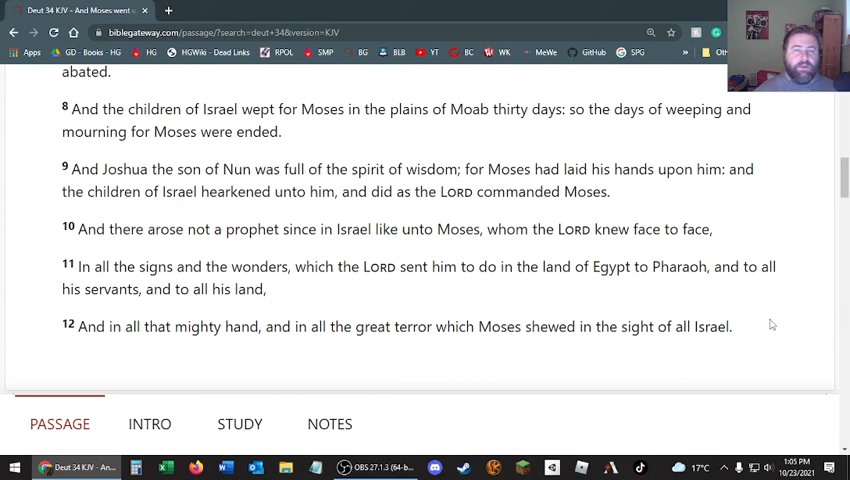 Deut 34 KJV - And Moses went u
biblegateway.com/passage/?search=deut+34&version=KJV
Apps GD - Books - HG HG HGWiki - Dead Links RPOL SMP BG BLB YT BC WK MeWe GitHub SPG » Ot
abated.
8 And the children of Israel wept for Moses in the plains of Moab thirty days: so the days of weeping and
mourning for Moses were ended.
9 And Joshua the son of Nun was full of the spirit of wisdom; for Moses had laid his hands upon him: and
the children of Israel hearkened unto him, and did as the LORD commanded Moses.
10 And there arose not a prophet since in Israel like unto Moses, whom the LORD knew face to face,
11 In all the signs and the wonders, which the LORD sent him to do in the land of Egypt to Pharaoh, and to all
his servants, and to all his land,
12 And in all that mighty hand, and in all the great terror which Moses shewed in the sight of all Israel.
PASSAGE INTRO STUDY NOTES
Deut 34 KJV - An... OBS 27.1.3 (64-b... 17°C 1:05 PM
10/23/2021